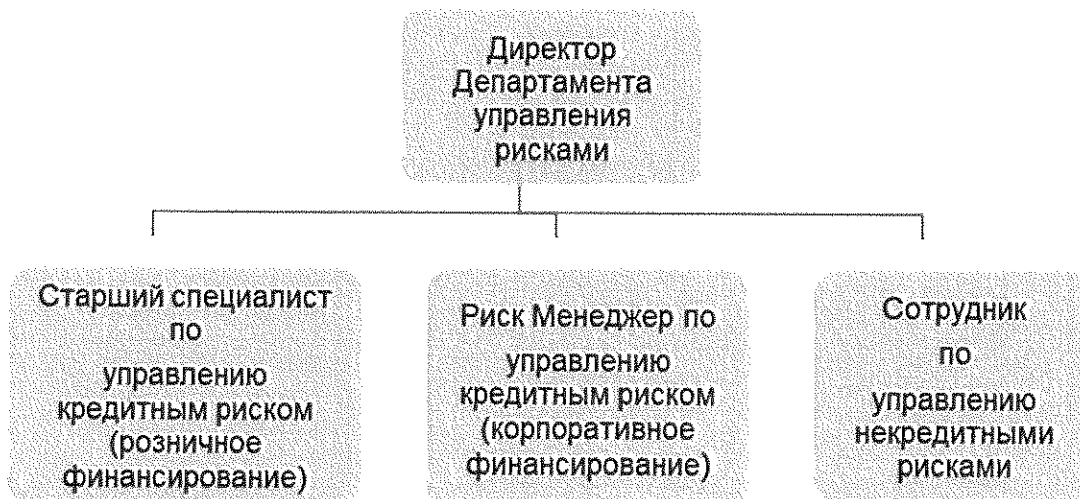 Директор
Департамента
управления
рисками
Старший специалист
по
управлению
кредитным риском
(розничное
финансирование)
Риск Менеджер по
управлению
кредитным риском
(корпоративное
финансирование)
Сотрудник
по
управлению
некредитными
рисками